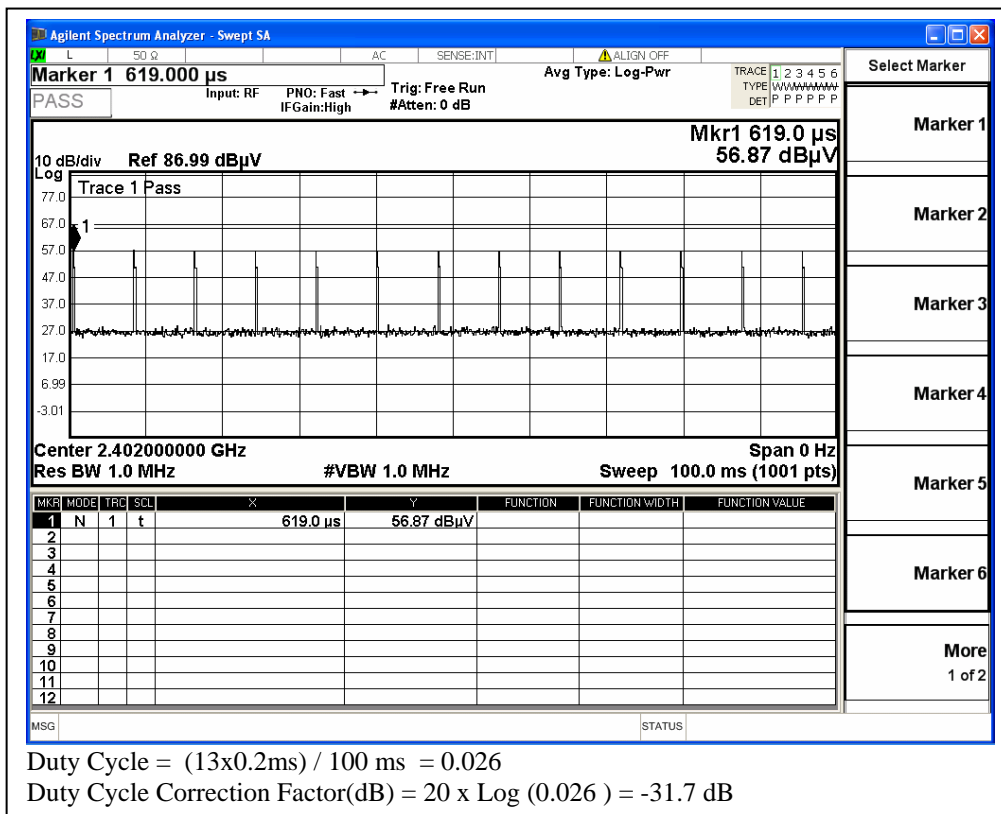 Agilent Spectrum Analyzer - Swept SA
LXI L 50 Ω AC SENSE:INT ALIGN OFF
Marker 1 619.000 µs
PASS
Input: RF PNO: Fast Trig: Free Run
IFGain:High #Atten: 0 dB
Avg Type: Log-Pwr
TRACE 1 2 3 4 5 6
TYPE
DET P P P P P P
Mkr1 619.0 µs
56.87 dBµV
10 dB/div Ref 86.99 dBµV
Log
Trace 1 Pass
77.0
67.0
1
57.0
47.0
37.0
27.0
17.0
6.99
-3.01
Center 2.402000000 GHz Span 0 Hz
Res BW 1.0 MHz #VBW 1.0 MHz Sweep 100.0 ms (1001 pts)
MKR MODE TRC SCL X Y FUNCTION FUNCTION WIDTH FUNCTION VALUE
1 N 1 t 619.0 µs 56.87 dBµV
2
3
4
5
6
7
8
9
10
11
12
MSG STATUS
Select Marker
Marker 1
Marker 2
Marker 3
Marker 4
Marker 5
Marker 6
More
1 of 2
Duty Cycle = (13x0.2ms) / 100 ms = 0.026
Duty Cycle Correction Factor(dB) = 20 x Log (0.026 ) = -31.7 dB